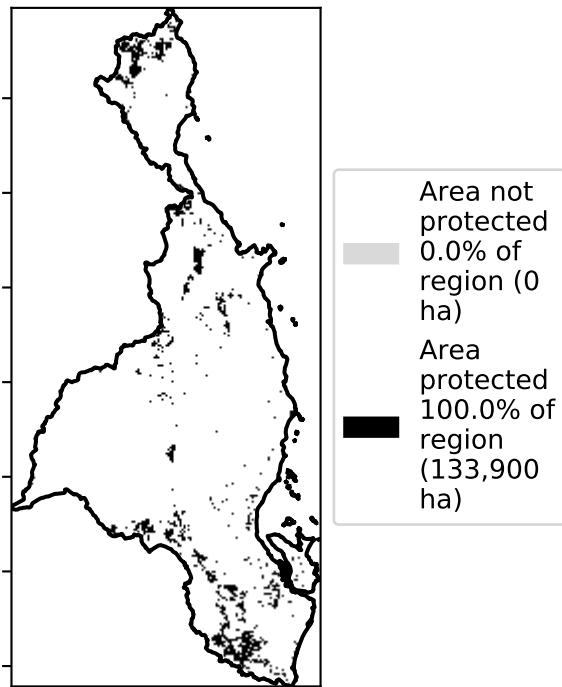 Area not
protected
0.0% of
region (0
ha)
Area
protected
100.0% of
region
(133,900
ha)